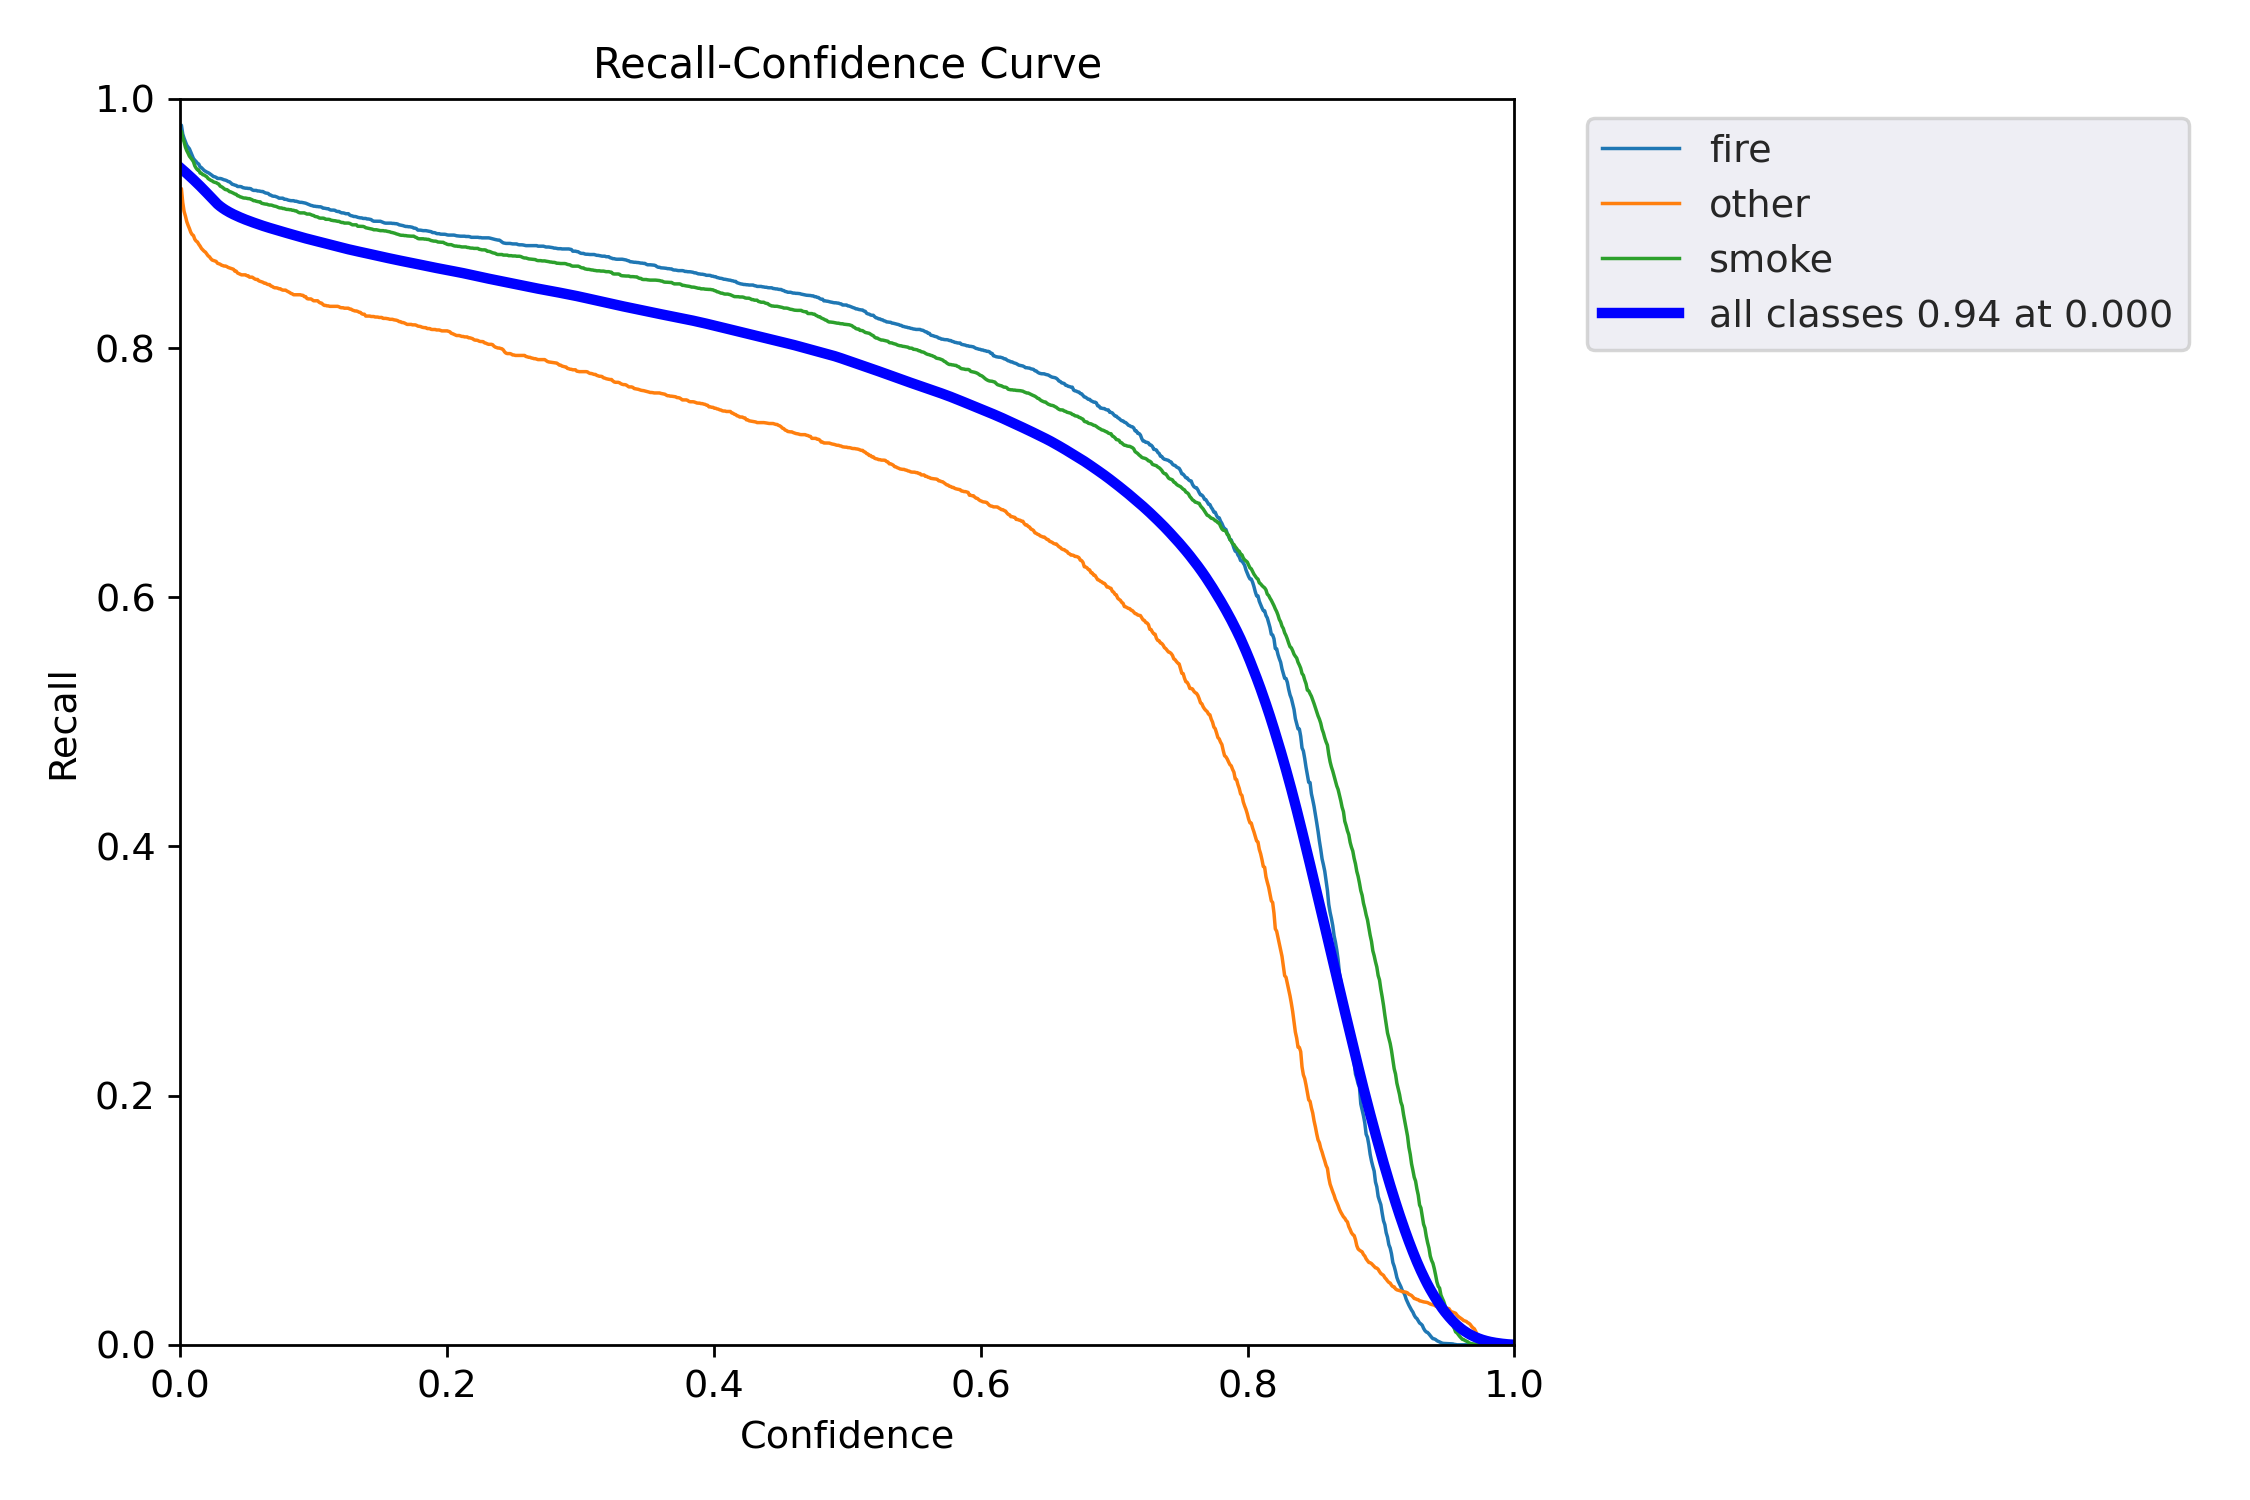 Recall-Confidence Curve
1.0
0.8
0.6
0.4
0.2
0.0
Recall
0.0 0.2 0.4 0.6 0.8 1.0
Confidence
fire
other
smoke
all classes 0.94 at 0.000